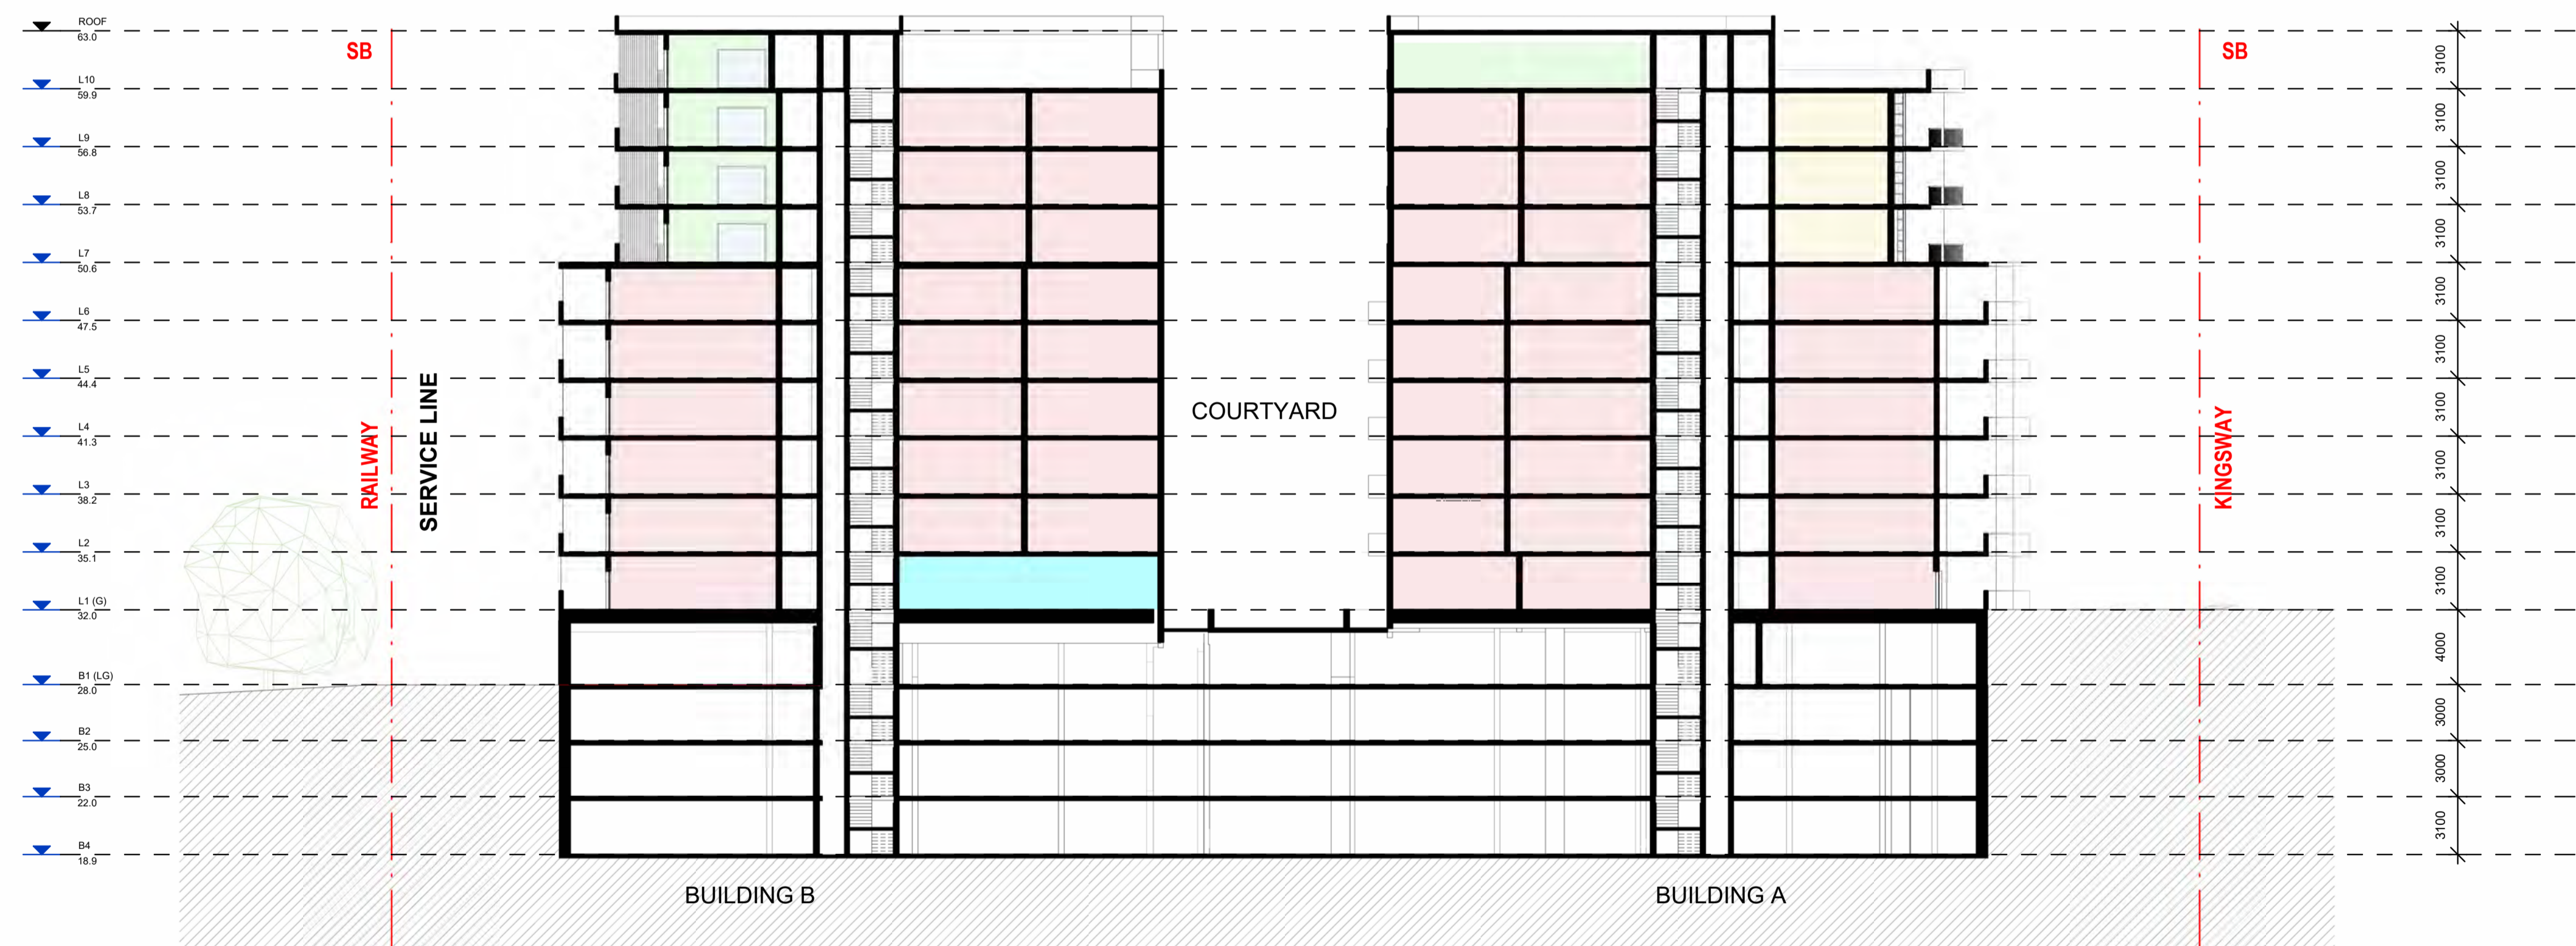 ROOF
63.0
SB
SB
3100
L10
59.9
3100
L9
56.8
3100
L8
53.7
3100
L7
50.6
3100
L6
47.5
3100
L5
44.4
3100
L4
41.3
3100
L3
38.2
3100
L2
35.1
3100
L1 (G)
32.0
4000
B1 (LG)
28.0
3000
B2
25.0
3000
B3
22.0
3100
B4
18.9
RAILWAY
SERVICE LINE
COURTYARD
KINGSWAY
BUILDING B
BUILDING A